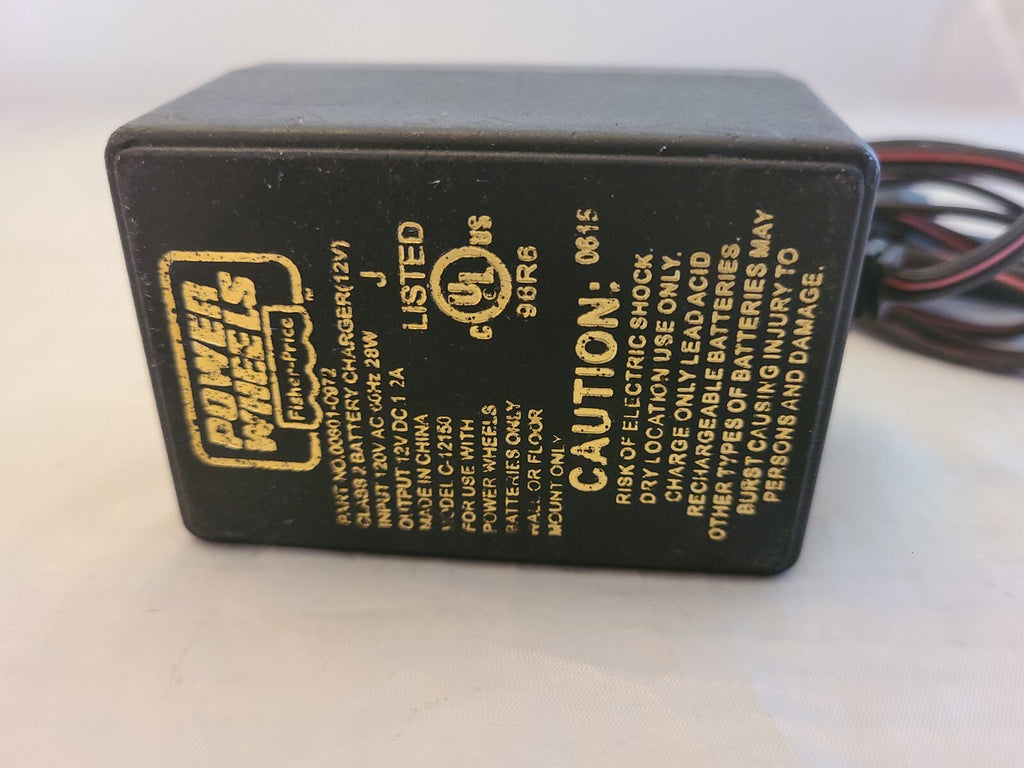 POWER
WHEELS
Fisher-Price
™
PART NO.00801-0972
CLASS 2 BATTERY CHARGER(12V)
INPUT 120V AC 60Hz 28W
OUTPUT 12V DC 1.2A
MADE IN CHINA
MODEL C-12150
FOR USE WITH
POWER WHEELS
BATTERIES ONLY
WALL OR FLOOR
MOUNT ONLY
J
LISTED
C UL US
96R6
CAUTION: 0615
RISK OF ELECTRIC SHOCK
DRY LOCATION USE ONLY.
CHARGE ONLY LEAD ACID
RECHARGEABLE BATTERIES.
OTHER TYPES OF BATTERIES MAY
BURST CAUSING INJURY TO
PERSONS AND DAMAGE.